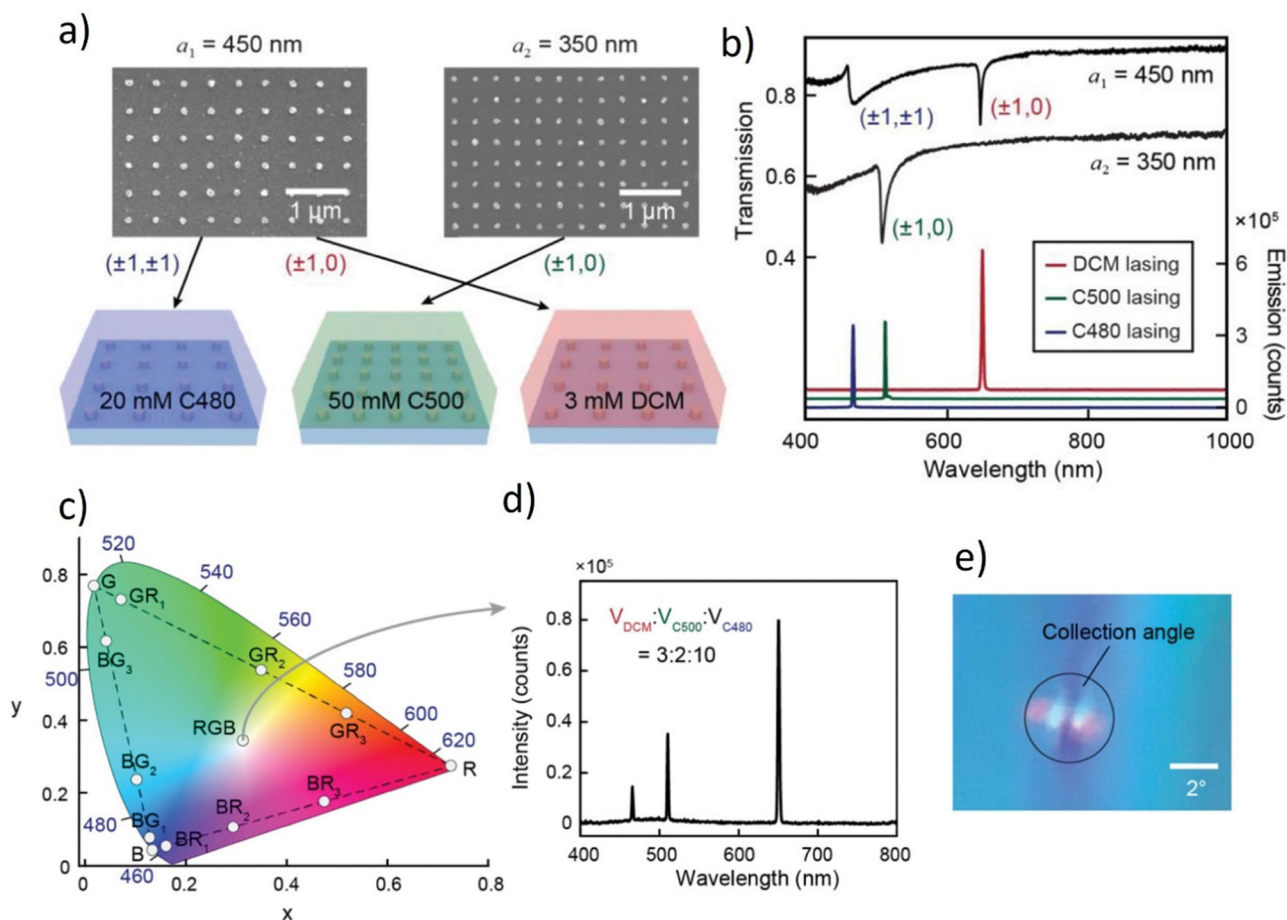 a)
a₁ = 450 nm
a₂ = 350 nm
1 µm
1 µm
(±1,±1)
(±1,0)
(±1,0)
20 mM C480
50 mM C500
3 mM DCM
b)
a₁ = 450 nm
(±1,±1)
(±1,0)
a₂ = 350 nm
(±1,0)
Transmission
0.8
0.6
0.4
×10⁵
6
3
0
Emission (counts)
DCM lasing
C500 lasing
C480 lasing
400
600
800
1000
Wavelength (nm)
c)
520
540
560
580
600
620
500
480
460
G
GR₁
GR₂
GR₃
BG₃
BG₂
BG₁
RGB
R
BR₃
BR₂
BR₁
B
y
0.8
0.6
0.4
0.2
0
0
0.2
0.4
0.6
0.8
x
d)
×10⁵
V_DCM:V_C500:V_C480
= 3:2:10
Intensity (counts)
0.8
0.6
0.4
0.2
0
400
500
600
700
800
Wavelength (nm)
e)
Collection angle
2°